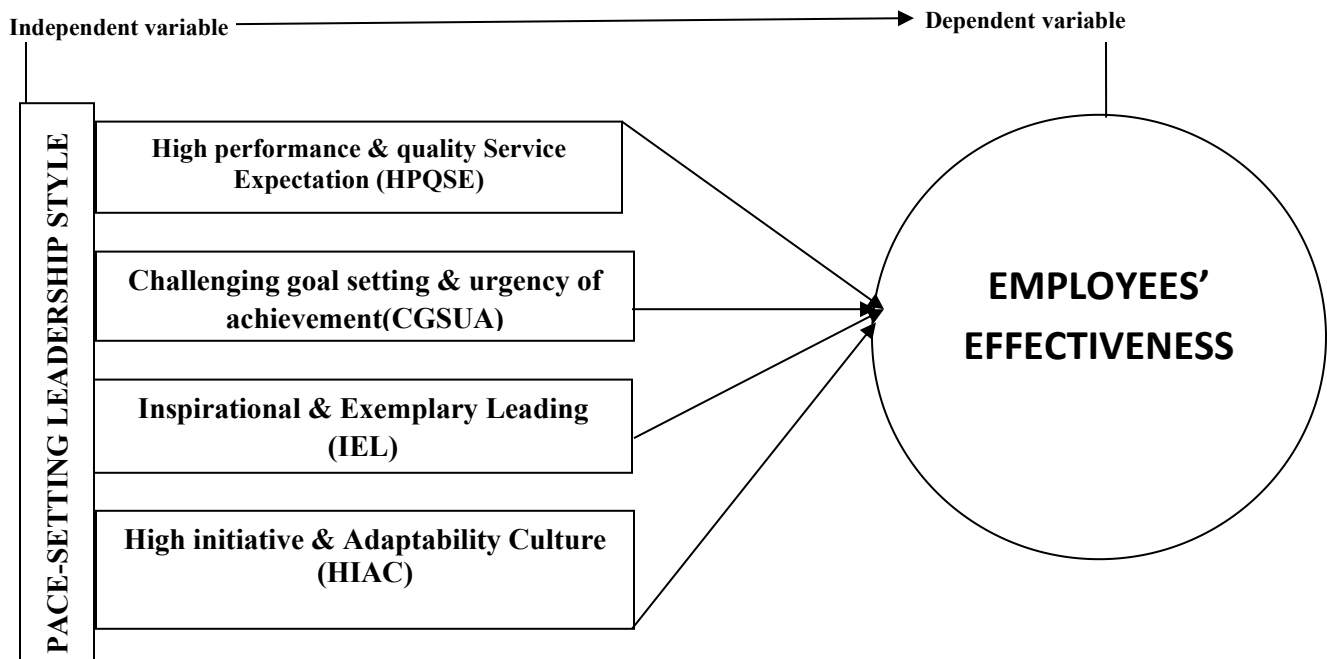 Independent variable
Dependent variable
PACE-SETTING LEADERSHIP STYLE
High performance & quality Service
Expectation (HPQSE)
Challenging goal setting & urgency of
achievement(CGSUA)
Inspirational & Exemplary Leading
(IEL)
High initiative & Adaptability Culture
(HIAC)
EMPLOYEES’
EFFECTIVENESS